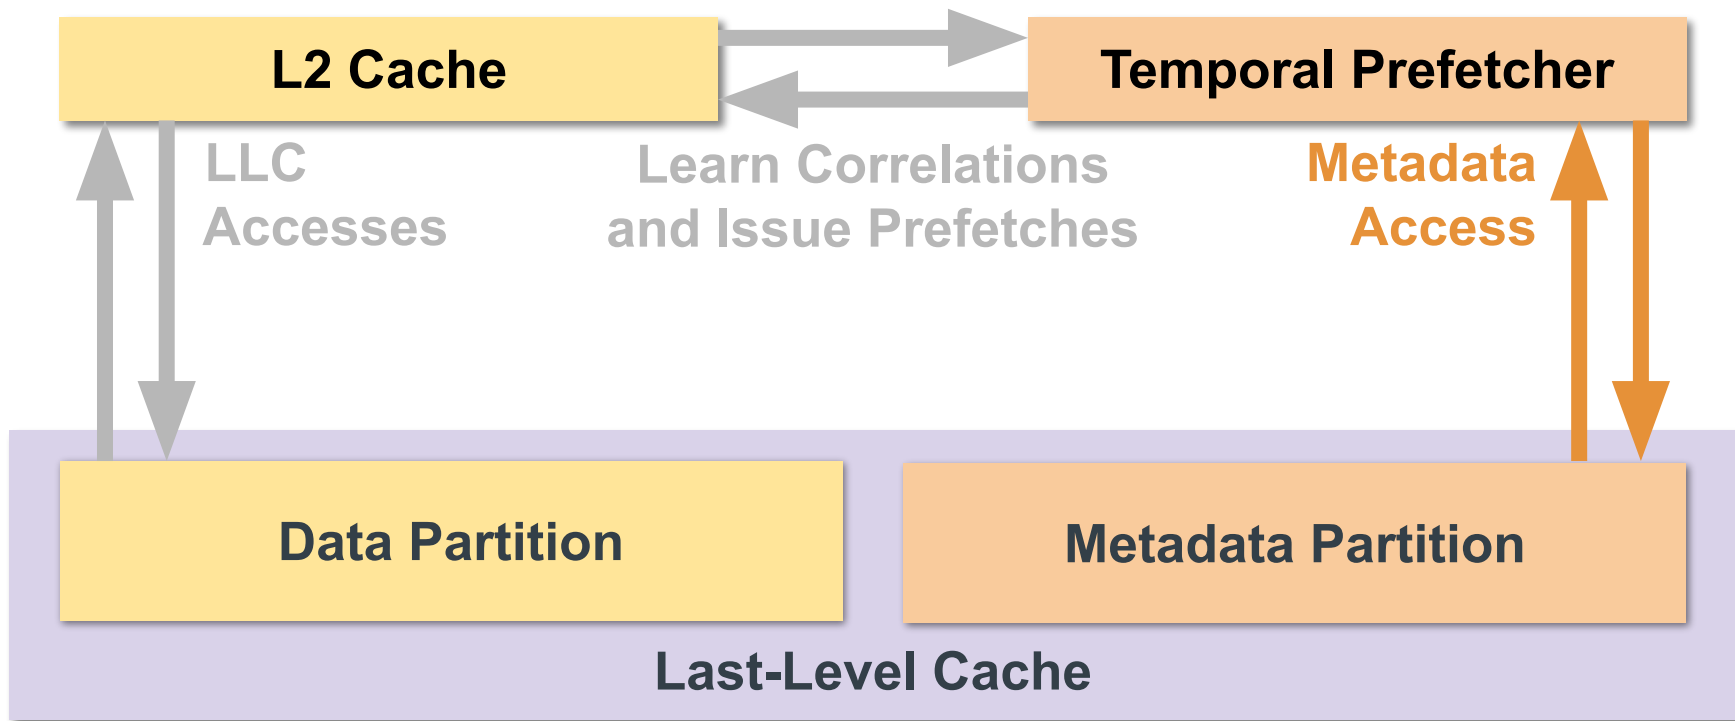 L2 Cache
Temporal Prefetcher
LLC
Accesses
Learn Correlations
and Issue Prefetches
Metadata
Access
Data Partition
Metadata Partition
Last-Level Cache